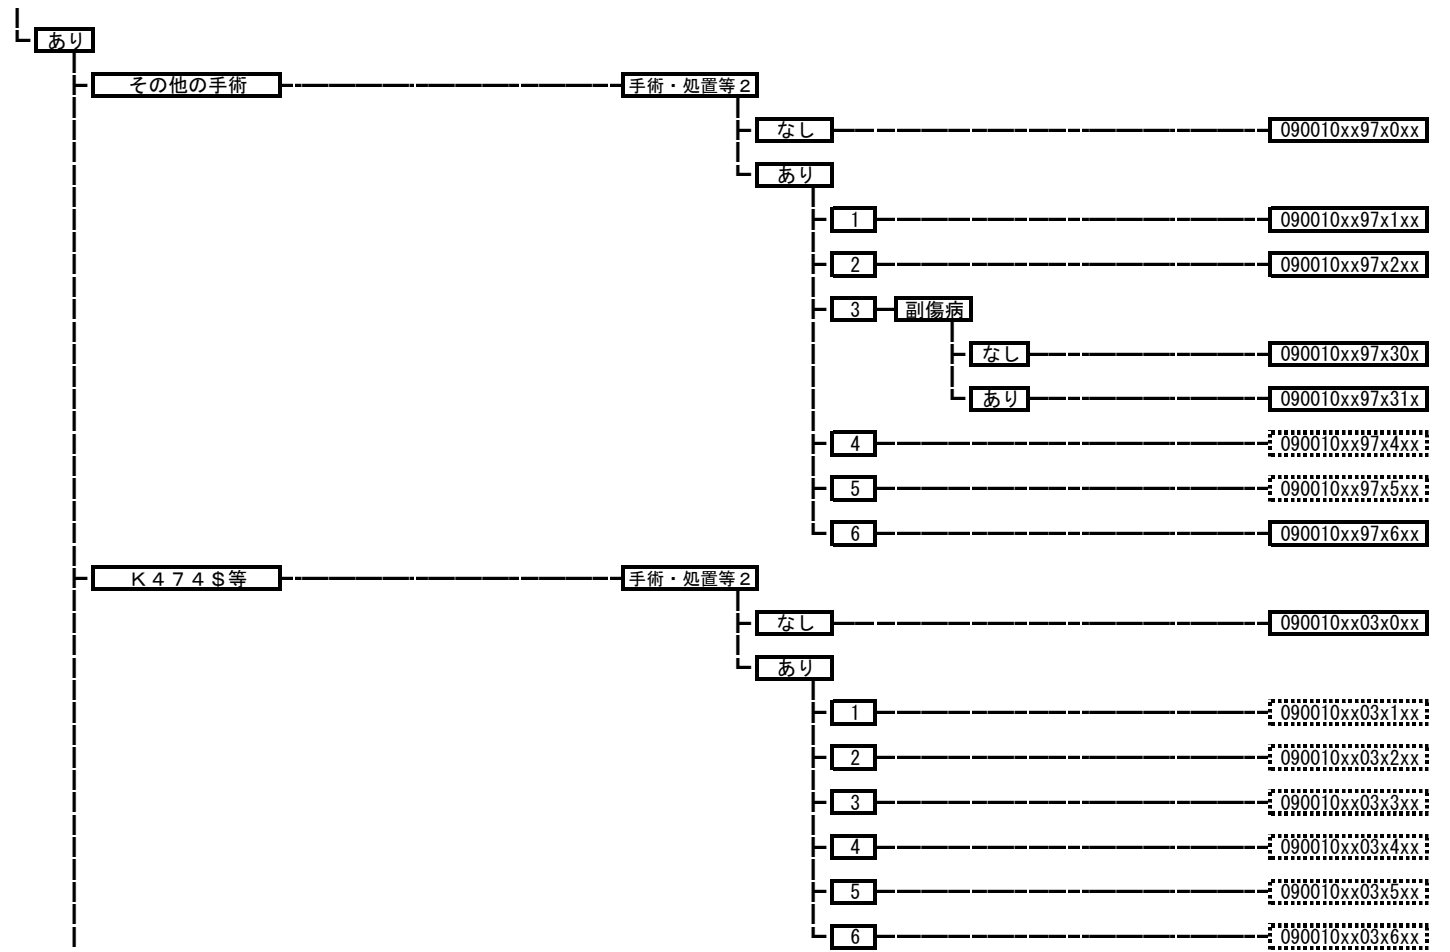 あり
その他の手術 手術・処置等２
なし 090010xx97x0xx
あり
1 090010xx97x1xx
2 090010xx97x2xx
3 副傷病
なし 090010xx97x30x
あり 090010xx97x31x
4 090010xx97x4xx
5 090010xx97x5xx
6 090010xx97x6xx
Ｋ４７４＄等 手術・処置等２
なし 090010xx03x0xx
あり
1 090010xx03x1xx
2 090010xx03x2xx
3 090010xx03x3xx
4 090010xx03x4xx
5 090010xx03x5xx
6 090010xx03x6xx